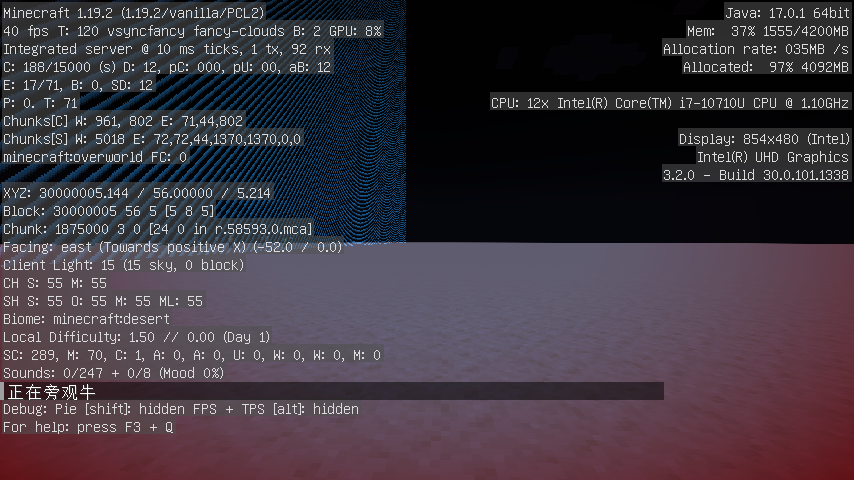 Minecraft 1.19.2 (1.19.2/vanilla/PCL2)
40 fps T: 120 vsyncfancy fancy-clouds B: 2 GPU: 8%
Integrated server @ 10 ms ticks, 1 tx, 92 rx
C: 188/15000 (s) D: 12, pC: 000, pU: 00, aB: 12
E: 17/71, B: 0, SD: 12
P: 0. T: 71
Chunks[C] W: 961, 802 E: 71,44,802
Chunks[S] W: 5018 E: 72,72,44,1370,1370,0,0
minecraft:overworld FC: 0
XYZ: 30000005.144 / 56.00000 / 5.214
Block: 30000005 56 5 [5 8 5]
Chunk: 1875000 3 0 [24 0 in r.58593.0.mca]
Facing: east (Towards positive X) (-52.0 / 0.0)
Client Light: 15 (15 sky, 0 block)
CH S: 55 M: 55
SH S: 55 O: 55 M: 55 ML: 55
Biome: minecraft:desert
Local Difficulty: 1.50 // 0.00 (Day 1)
SC: 289, M: 70, C: 1, A: 0, A: 0, U: 0, W: 0, W: 0, M: 0
Sounds: 0/247 + 0/8 (Mood 0%)
正在旁观牛
Debug: Pie [shift]: hidden FPS + TPS [alt]: hidden
For help: press F3 + Q
Java: 17.0.1 64bit
Mem: 37% 1555/4200MB
Allocation rate: 035MB /s
Allocated: 97% 4092MB
CPU: 12x Intel(R) Core(TM) i7-10710U CPU @ 1.10GHz
Display: 854x480 (Intel)
Intel(R) UHD Graphics
3.2.0 - Build 30.0.101.1338